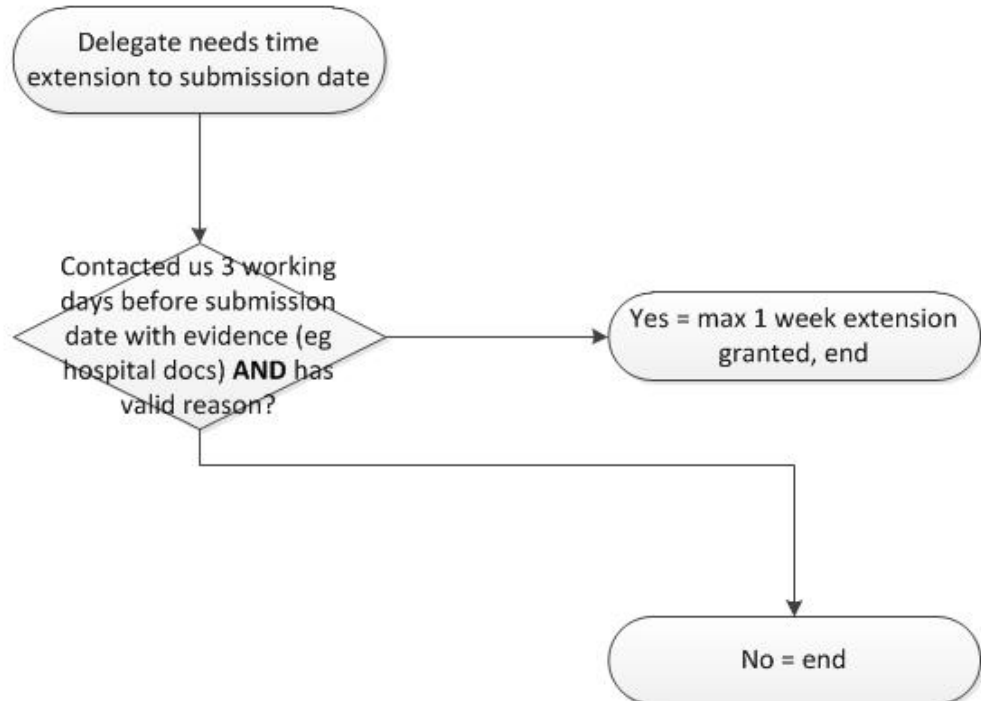 Delegate needs time
extension to submission date
Contacted us 3 working
days before submission
date with evidence (eg
hospital docs) AND has
valid reason?
Yes = max 1 week extension
granted, end
No = end